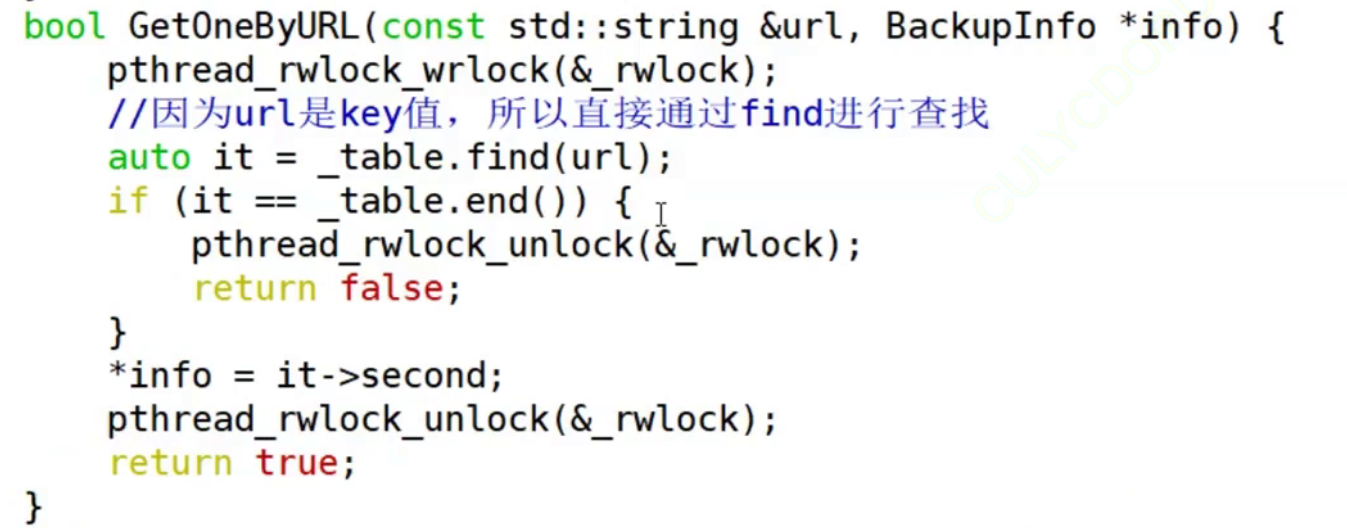 bool GetOneByURL(const std::string &url, BackupInfo *info) {
    pthread_rwlock_wrlock(&_rwlock);
    //因为url是key值，所以直接通过find进行查找
    auto it = _table.find(url);
    if (it == _table.end()) {
        pthread_rwlock_unlock(&_rwlock);
        return false;
    }
    *info = it->second;
    pthread_rwlock_unlock(&_rwlock);
    return true;
}